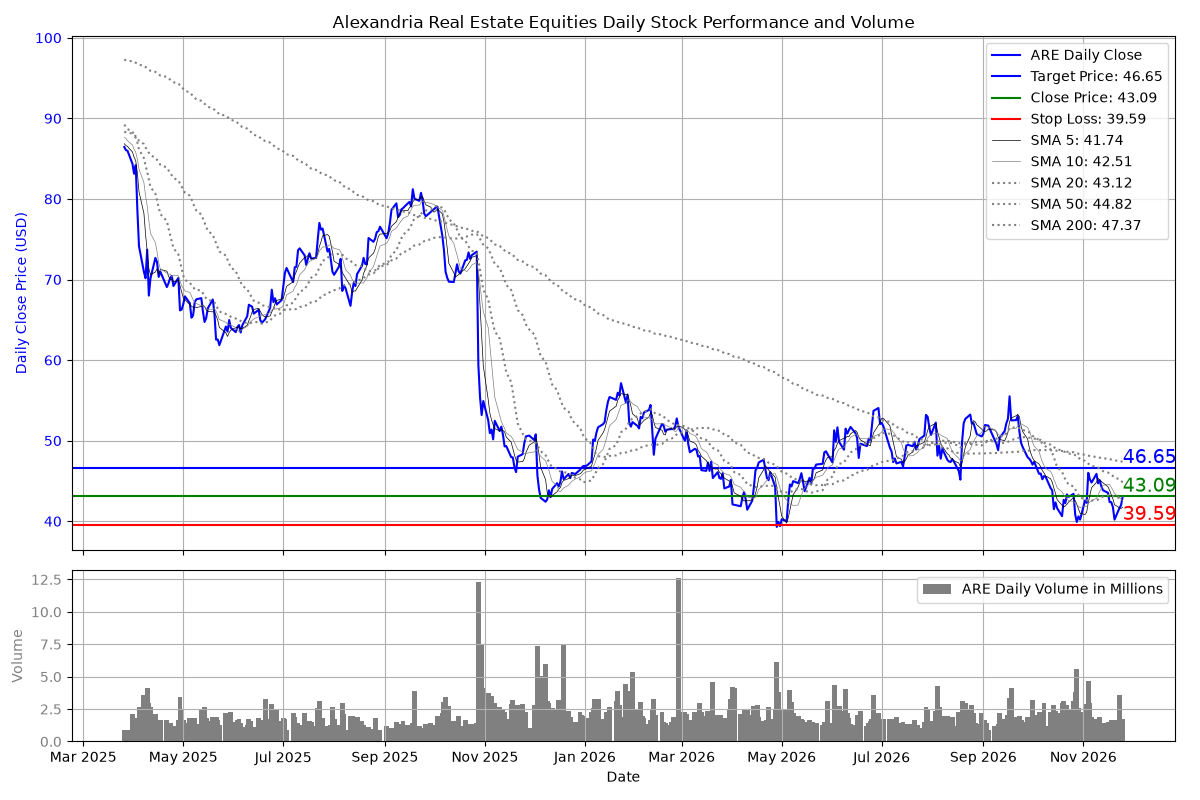 Alexandria Real Estate Equities Daily Stock Performance and Volume
100
90
80
70
60
50
40
Daily Close Price (USD)
ARE Daily Close
Target Price: 46.65
Close Price: 43.09
Stop Loss: 39.59
SMA 5: 41.74
SMA 10: 42.51
SMA 20: 43.12
SMA 50: 44.82
SMA 200: 47.37
46.65
43.09
39.59
12.5
10.0
7.5
5.0
2.5
0.0
Volume
ARE Daily Volume in Millions
Mar 2025 May 2025 Jul 2025 Sep 2025 Nov 2025 Jan 2026 Mar 2026 May 2026 Jul 2026 Sep 2026 Nov 2026
Date